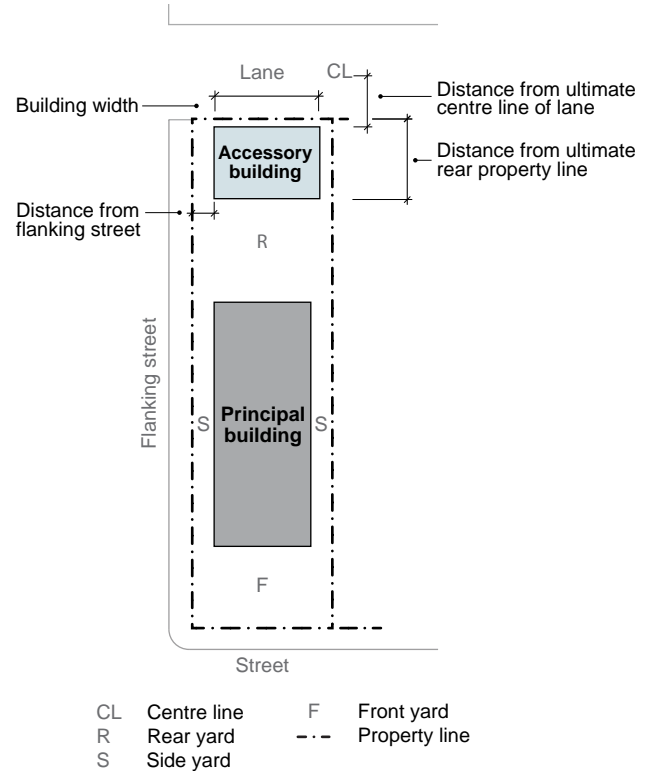 Lane
CL
Building width
Distance from ultimate
centre line of lane
Accessory
building
Distance from ultimate
rear property line
Distance from
flanking street
R
Flanking street
S
Principal
building
S
F
Street
CL Centre line
R Rear yard
S Side yard
F Front yard
Property line